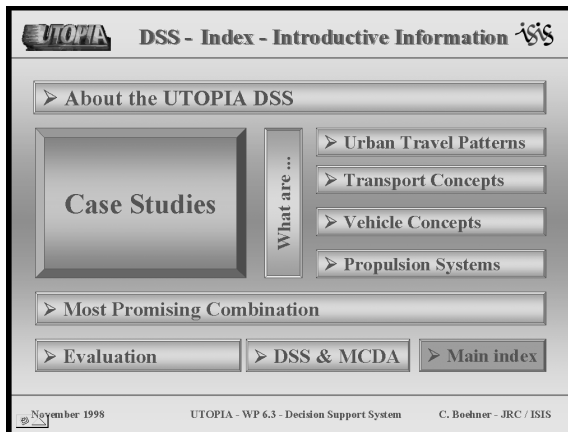 UTOPIA DSS - Index - Introductive Information isis
➢ About the UTOPIA DSS
Case Studies
What are ...
➢ Urban Travel Patterns
➢ Transport Concepts
➢ Vehicle Concepts
➢ Propulsion Systems
➢ Most Promising Combination
➢ Evaluation
➢ DSS & MCDA
➢ Main index
November 1998 UTOPIA - WP 6.3 - Decision Support System C. Boehner - JRC / ISIS